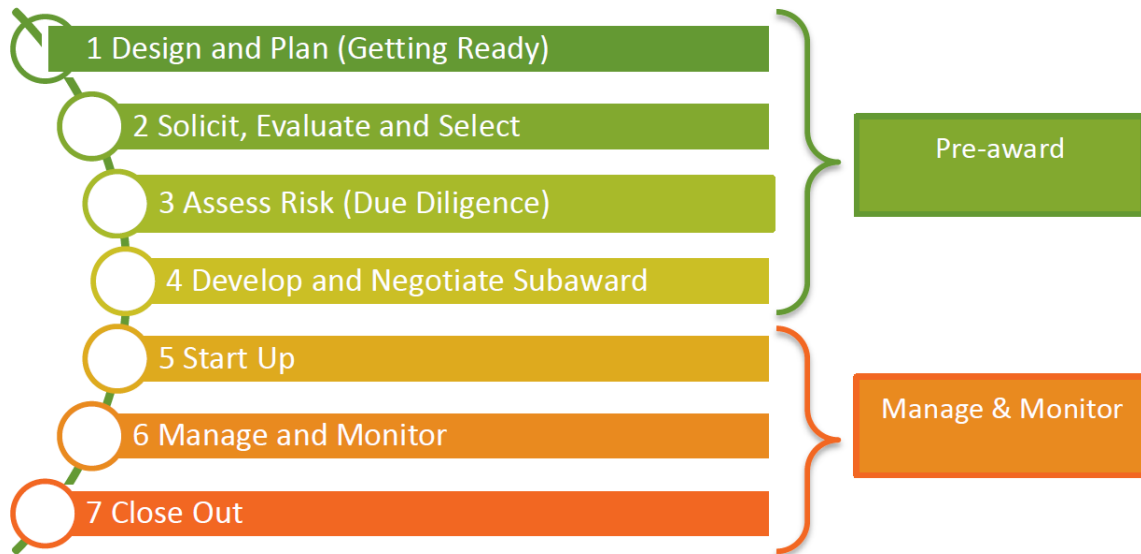 1 Design and Plan (Getting Ready)
2 Solicit, Evaluate and Select
3 Assess Risk (Due Diligence)
4 Develop and Negotiate Subaward
Pre-award
5 Start Up
6 Manage and Monitor
7 Close Out
Manage & Monitor